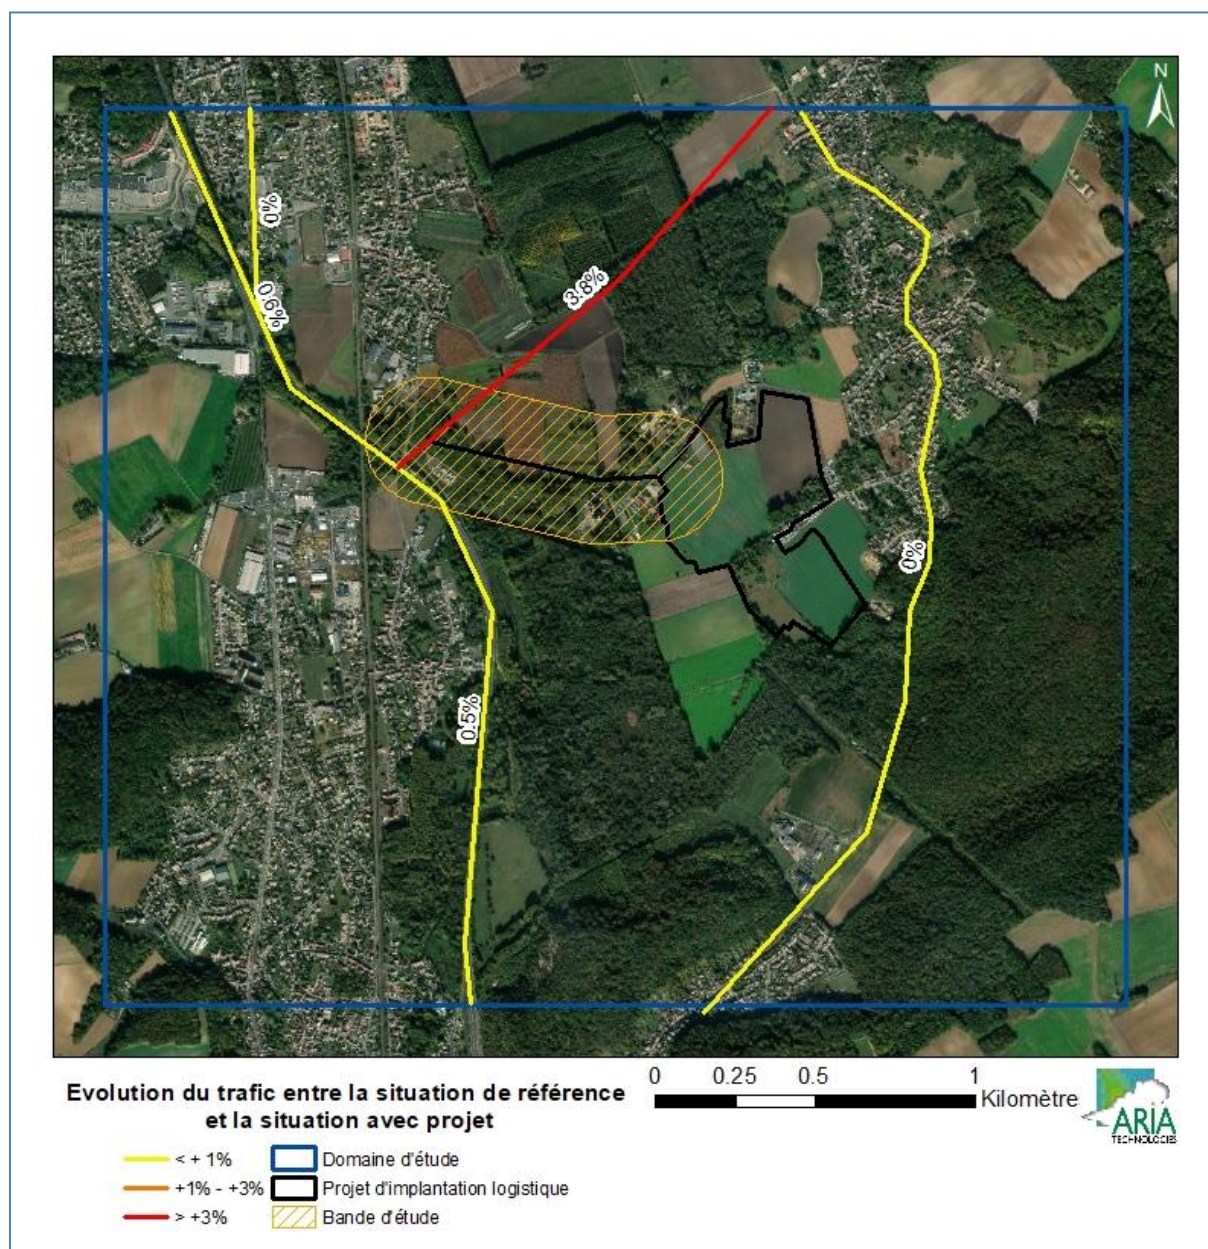 N
0%
0.6%
3.8%
0%
0.5%
Evolution du trafic entre la situation de référence
et la situation avec projet
0 0.25 0.5 1
Kilomètre
ARIA
TECHNOLOGIES
< + 1%
+1% - +3%
> +3%
Domaine d'étude
Projet d'implantation logistique
Bande d'étude